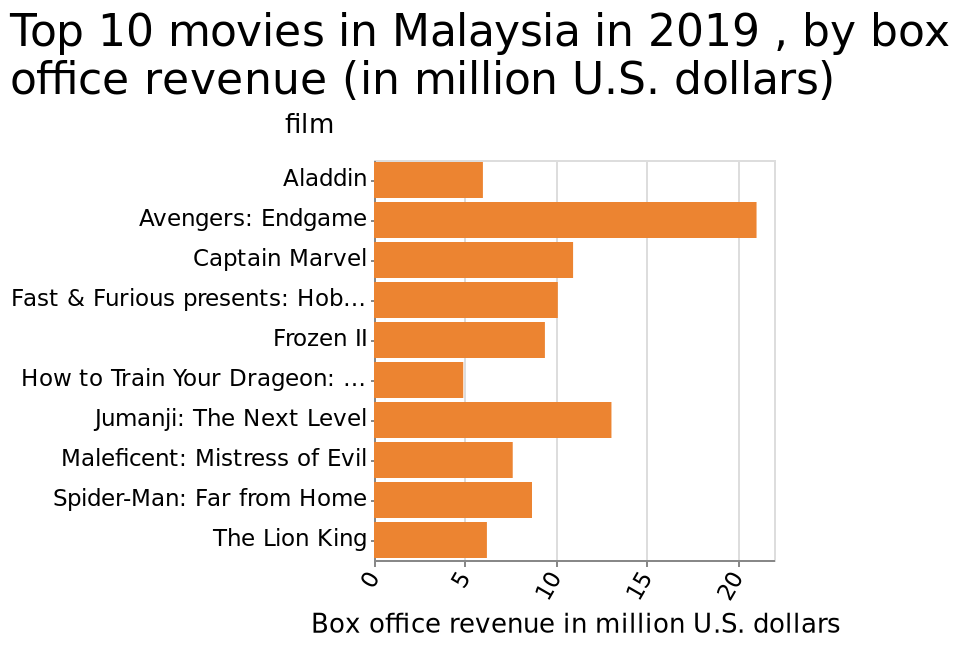 Top 10 movies in Malaysia in 2019 , by box
office revenue (in million U.S. dollars)
film
Aladdin
Avengers: Endgame
Captain Marvel
Fast & Furious presents: Hob...
Frozen II
How to Train Your Drageon: ...
Jumanji: The Next Level
Maleficent: Mistress of Evil
Spider-Man: Far from Home
The Lion King
0 5 10 15 20
Box office revenue in million U.S. dollars